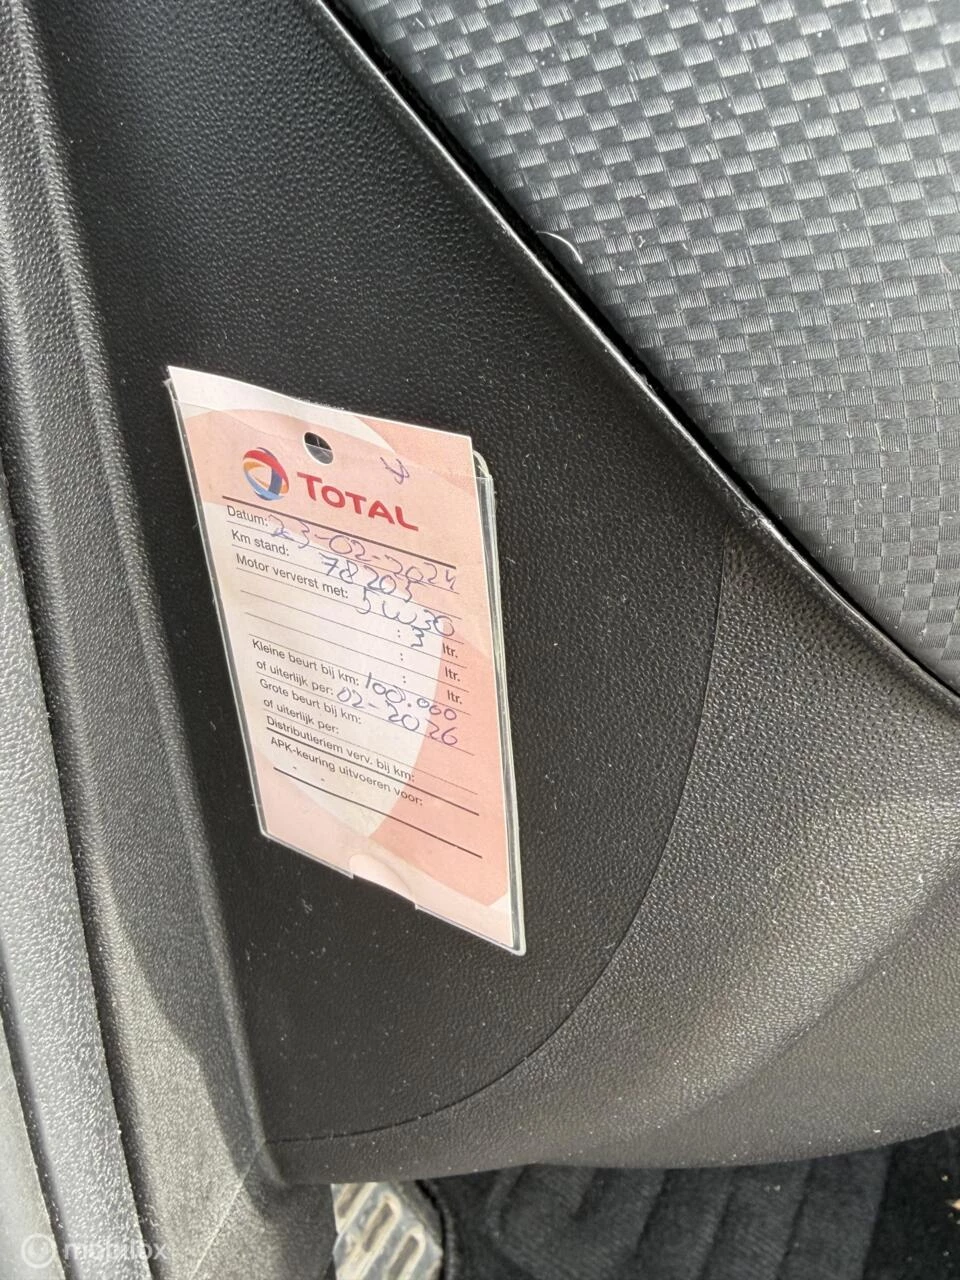 TOTAL
Datum: 23-02-2024
Km stand: 78203
Motor ververst met: 5W30
: 3 ltr.
: ltr.
: ltr.
Kleine beurt bij km: 100.000
of uiterlijk per: 02-2026
Grote beurt bij km:
of uiterlijk per:
Distributieriem verv. bij km:
APK-keuring uitvoeren voor:
mobilox